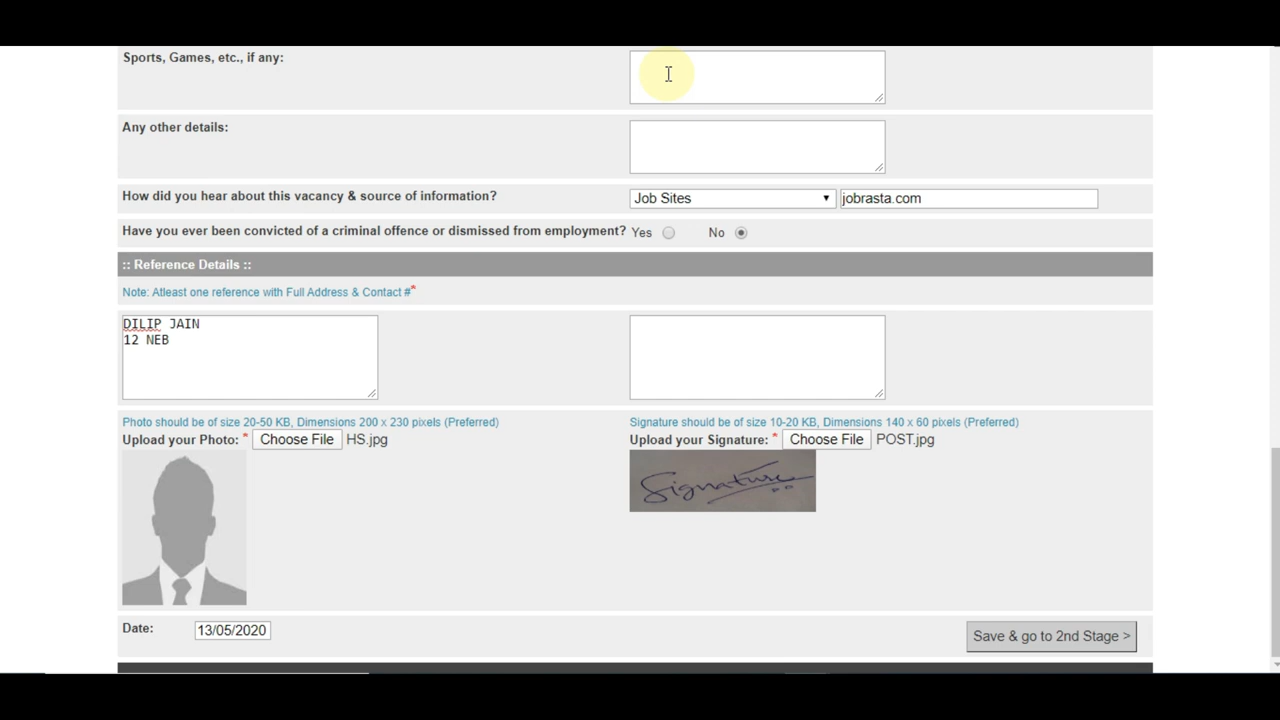 Sports, Games, etc., if any:
Any other details:
How did you hear about this vacancy & source of information? Job Sites jobrasta.com
Have you ever been convicted of a criminal offence or dismissed from employment? Yes No
:: Reference Details ::
Note: Atleast one reference with Full Address & Contact #*
DILIP JAIN
12 NEB
Photo should be of size 20-50 KB, Dimensions 200 x 230 pixels (Preferred)
Upload your Photo: * Choose File HS.jpg
Signature should be of size 10-20 KB, Dimensions 140 x 60 pixels (Preferred)
Upload your Signature: * Choose File POST.jpg
Signature
Date: 13/05/2020
Save & go to 2nd Stage >